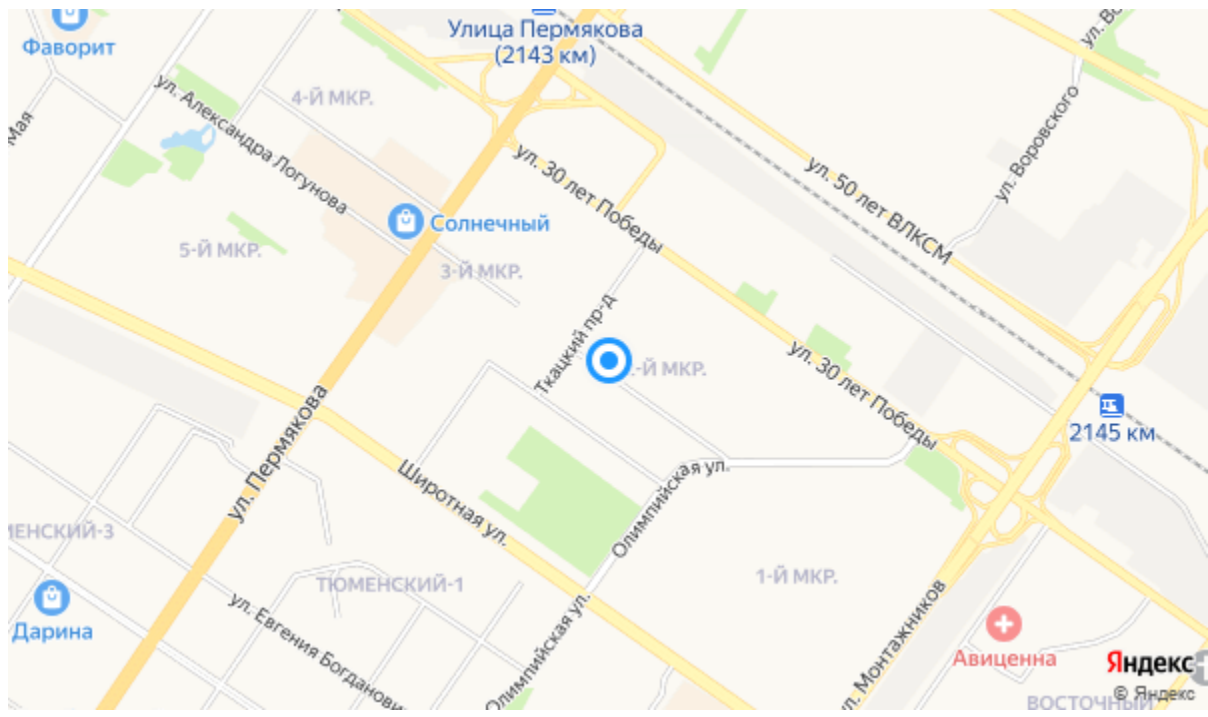 Фаворит
Улица Пермякова
(2143 км)
ул. Воровского
4-Й МКР.
ул. Александра Логунова
Мая
ул. 30 лет Победы
ул. 50 лет ВЛКСМ
Солнечный
5-Й МКР.
3-Й МКР.
Ткацкий пр-д
-Й МКР.
ул. 30 лет Победы
2145 км
ул. Пермякова
Широтная ул.
Олимпийская ул.
МЕНСКИЙ-3
ТЮМЕНСКИЙ-1
1-Й МКР.
Дарина
ул. Евгения Богданови
Олимпийская ул.
ул. Монтажников
Авиценна
Яндекс
© Яндекс
ВОСТОЧНЫЙ